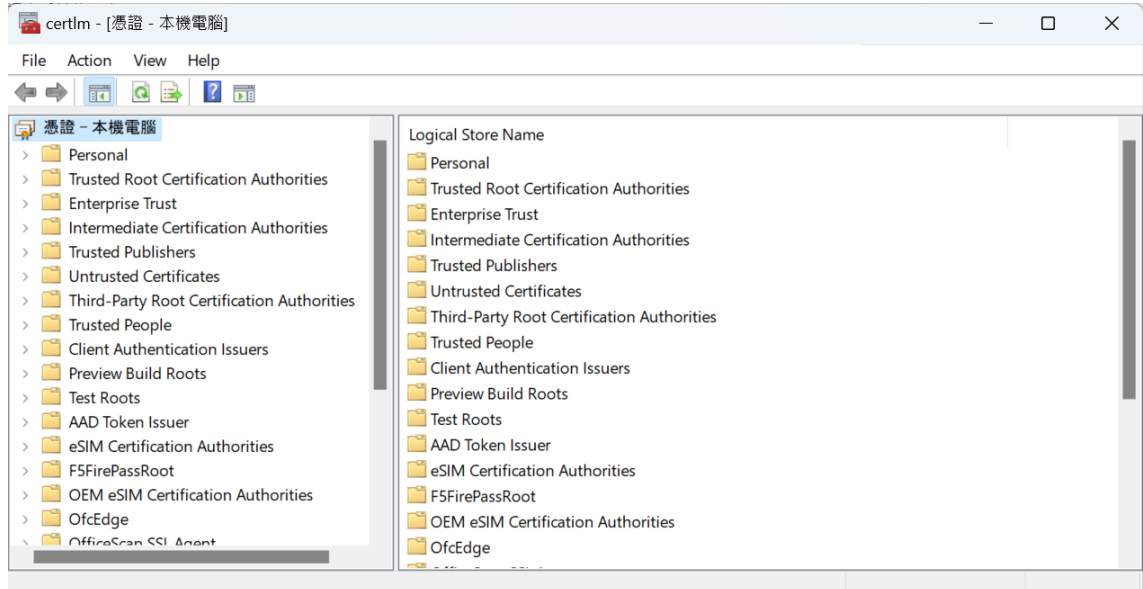 certlm - [憑證 - 本機電腦]
File Action View Help
憑證 - 本機電腦
Personal
Trusted Root Certification Authorities
Enterprise Trust
Intermediate Certification Authorities
Trusted Publishers
Untrusted Certificates
Third-Party Root Certification Authorities
Trusted People
Client Authentication Issuers
Preview Build Roots
Test Roots
AAD Token Issuer
eSIM Certification Authorities
F5FirePassRoot
OEM eSIM Certification Authorities
OfcEdge
OfficeScan SSL Agent
Logical Store Name
Personal
Trusted Root Certification Authorities
Enterprise Trust
Intermediate Certification Authorities
Trusted Publishers
Untrusted Certificates
Third-Party Root Certification Authorities
Trusted People
Client Authentication Issuers
Preview Build Roots
Test Roots
AAD Token Issuer
eSIM Certification Authorities
F5FirePassRoot
OEM eSIM Certification Authorities
OfcEdge